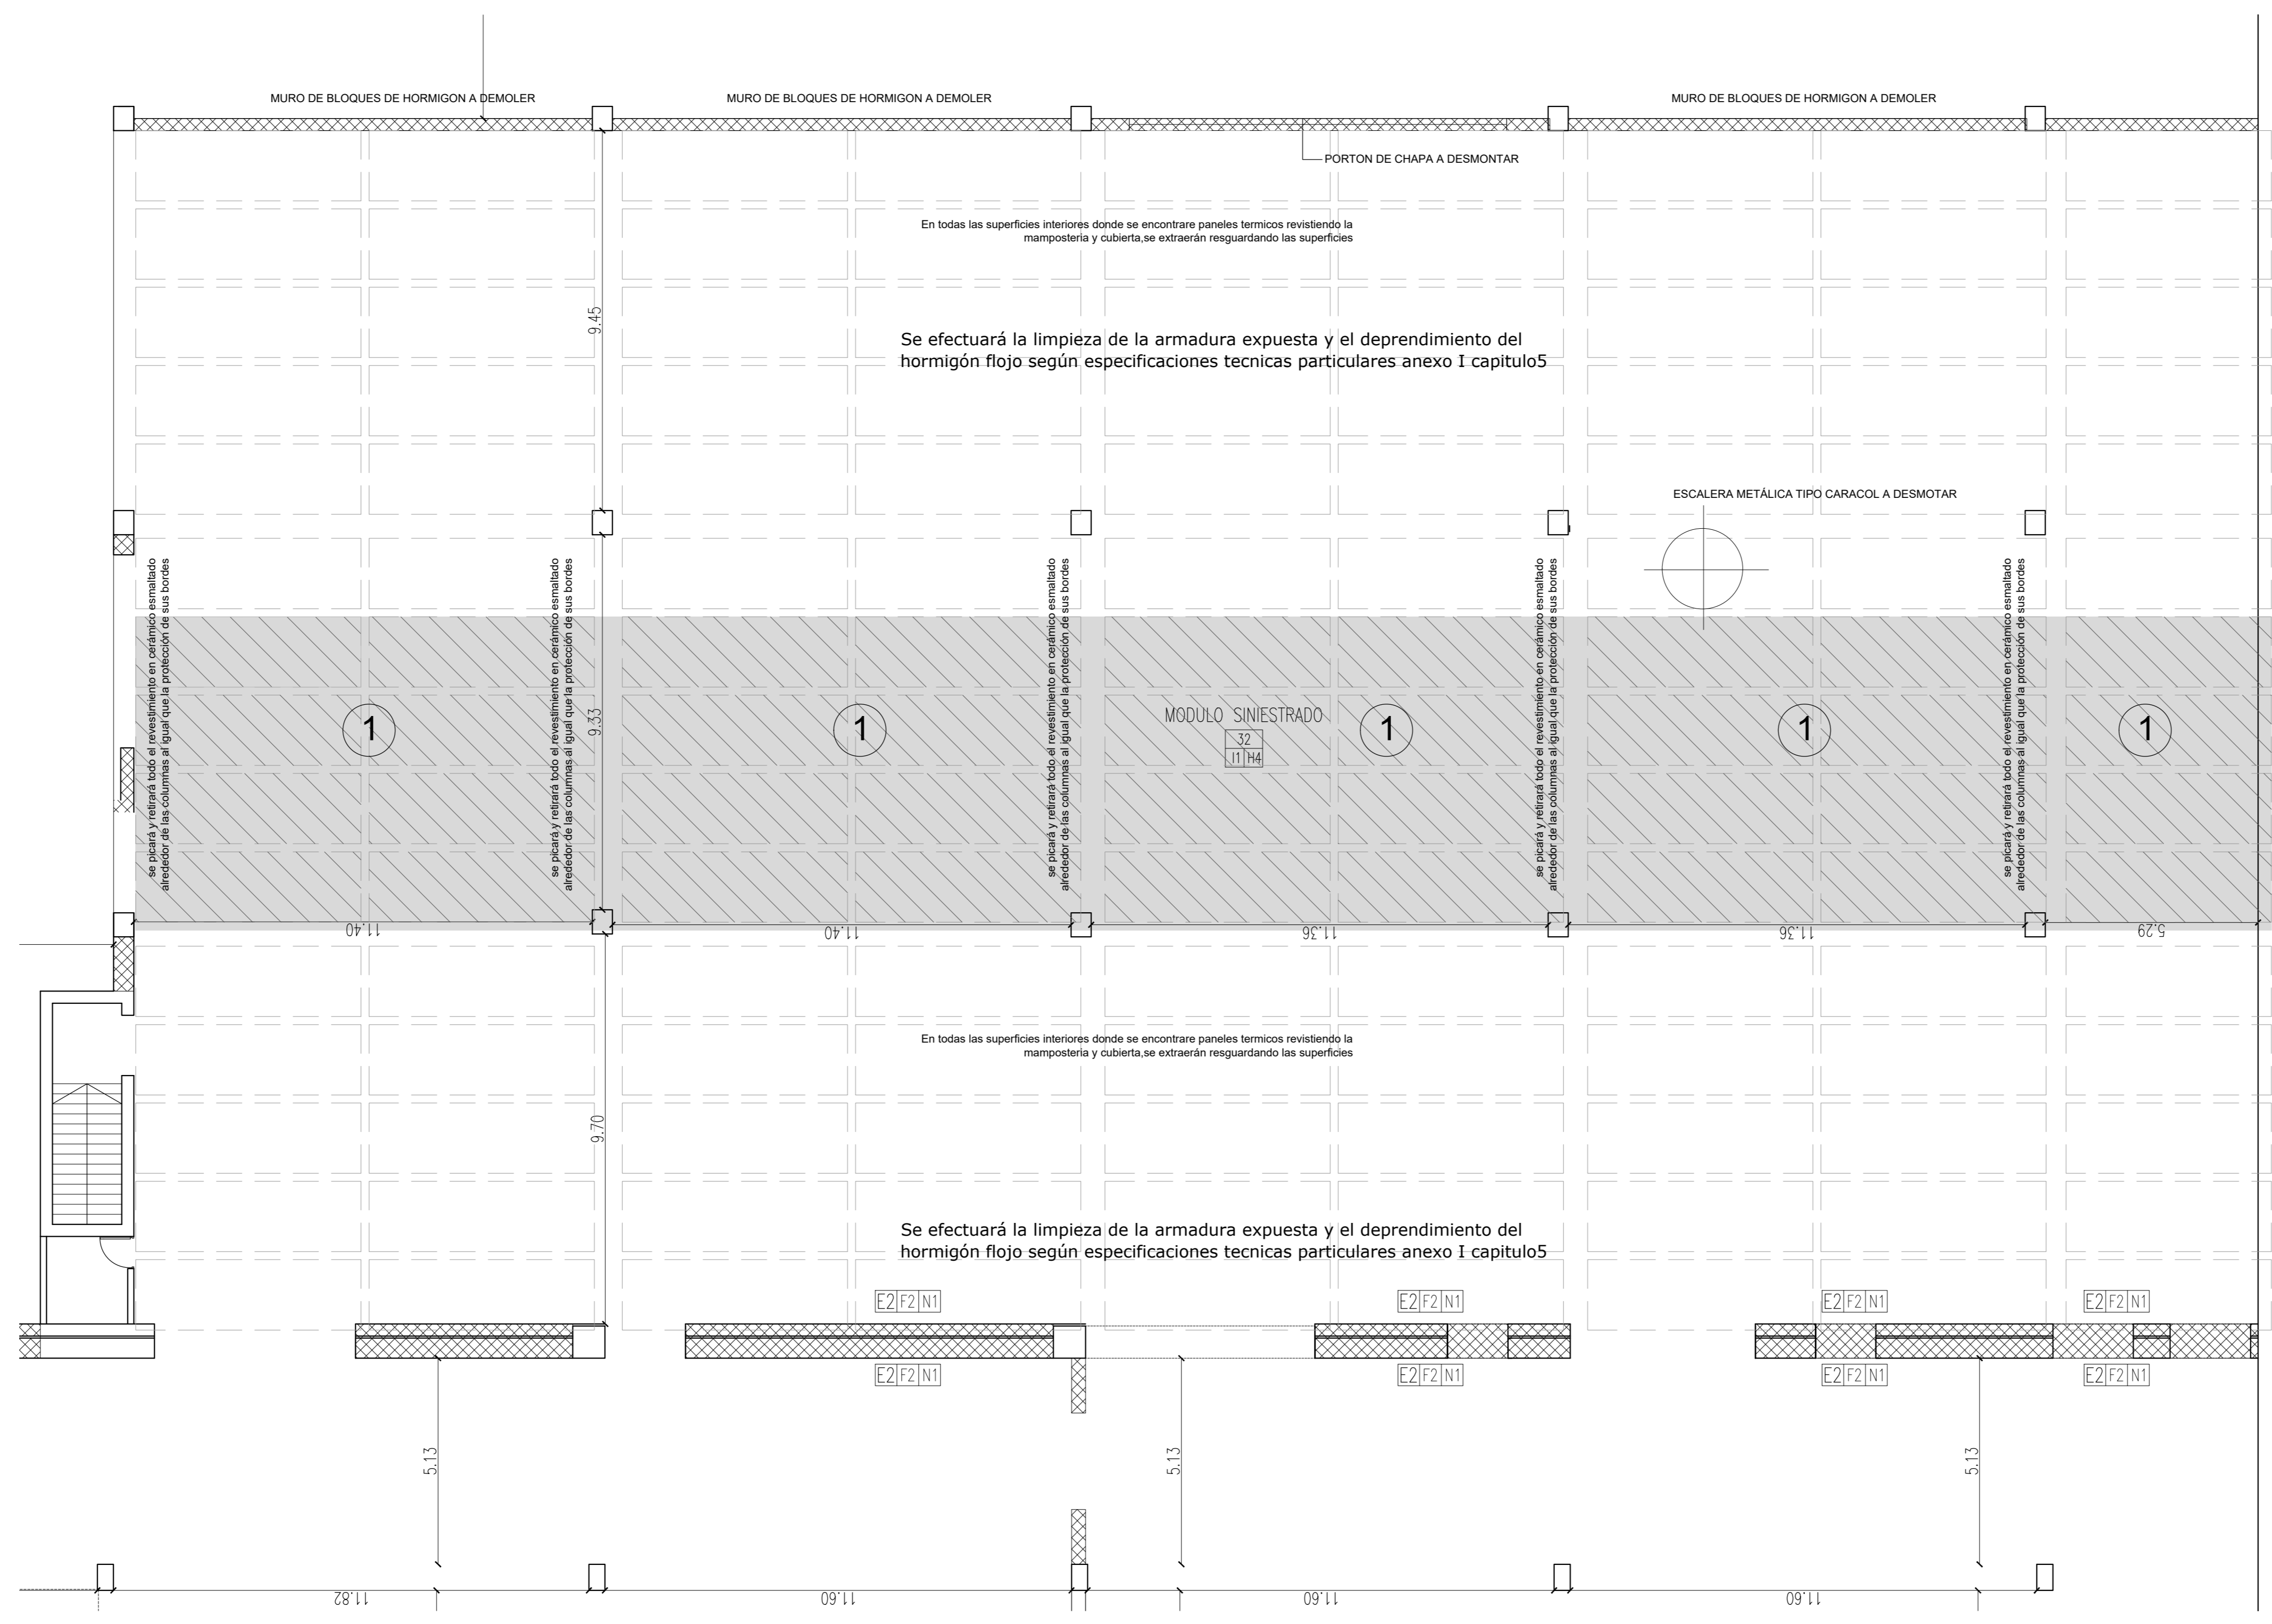 MURO DE BLOQUES DE HORMIGON A DEMOLER
MURO DE BLOQUES DE HORMIGON A DEMOLER
MURO DE BLOQUES DE HORMIGON A DEMOLER
PORTON DE CHAPA A DESMONTAR
En todas las superficies interiores donde se encontrare paneles termicos revistiendo la
mamposteria y cubierta,se extraerán resguardando las superficies
9.45
Se efectuará la limpieza de la armadura expuesta y el deprendimiento del
hormigón flojo según especificaciones tecnicas particulares anexo I capitulo5
ESCALERA METÁLICA TIPO CARACOL A DESMOTAR
se picará y retirará todo el revestimiento en cerámico esmaltado
alrededor de las columnas al igual que la protección de sus bordes
se picará y retirará todo el revestimiento en cerámico esmaltado
alrededor de las columnas al igual que la protección de sus bordes
se picará y retirará todo el revestimiento en cerámico esmaltado
alrededor de las columnas al igual que la protección de sus bordes
se picará y retirará todo el revestimiento en cerámico esmaltado
alrededor de las columnas al igual que la protección de sus bordes
se picará y retirará todo el revestimiento en cerámico esmaltado
alrededor de las columnas al igual que la protección de sus bordes
1
9.33
1
MODULO SINIESTRADO
32
I1 H4
1
1
1
11.40
11.40
11.36
11.36
5.29
En todas las superficies interiores donde se encontrare paneles termicos revistiendo la
mamposteria y cubierta,se extraerán resguardando las superficies
9.70
Se efectuará la limpieza de la armadura expuesta y el deprendimiento del
hormigón flojo según especificaciones tecnicas particulares anexo I capitulo5
E2 F2 N1
E2 F2 N1
E2 F2 N1
E2 F2 N1
E2 F2 N1
E2 F2 N1
E2 F2 N1
E2 F2 N1
5.13
5.13
5.13
11.82
11.60
11.60
11.60